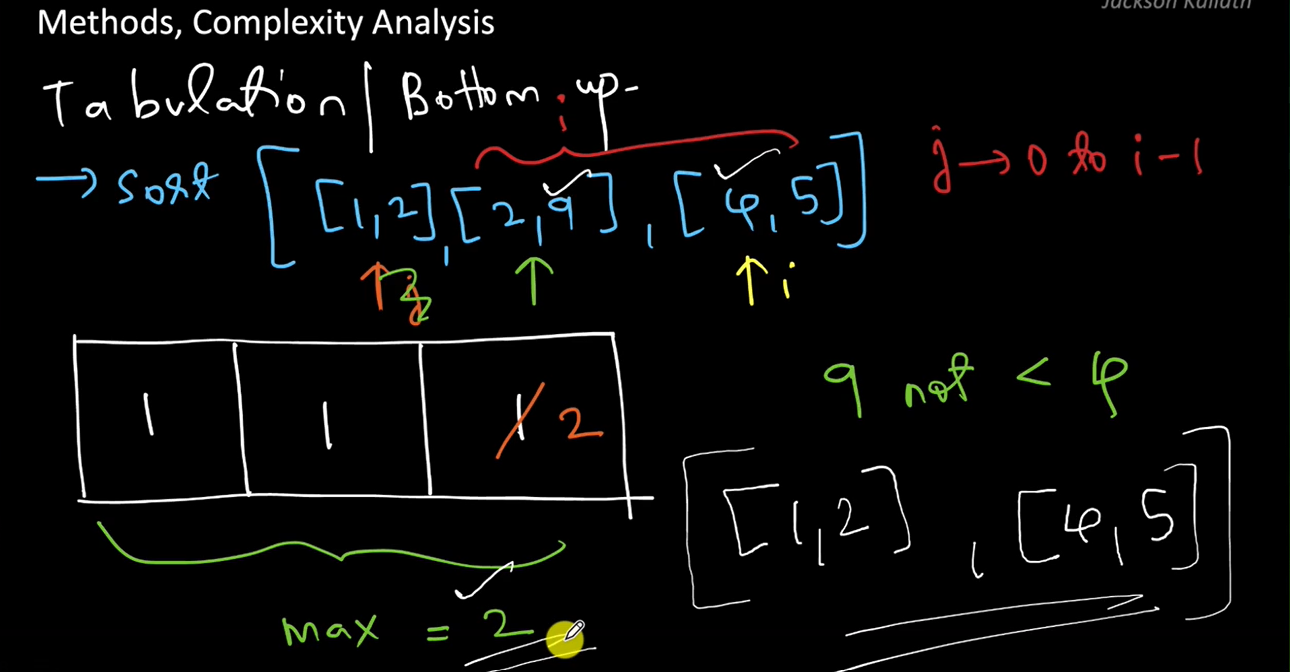 Jackson Kailath
Methods, Complexity Analysis
Tabulation | Bottom up-
i
→ sort [ [1,2], [2,9], [4,5] ] j → 0 to i-1
↑ j ↑ ↑ i
1 1 1 2
9 not < 4
[ [1,2], [4,5] ]
max = 2